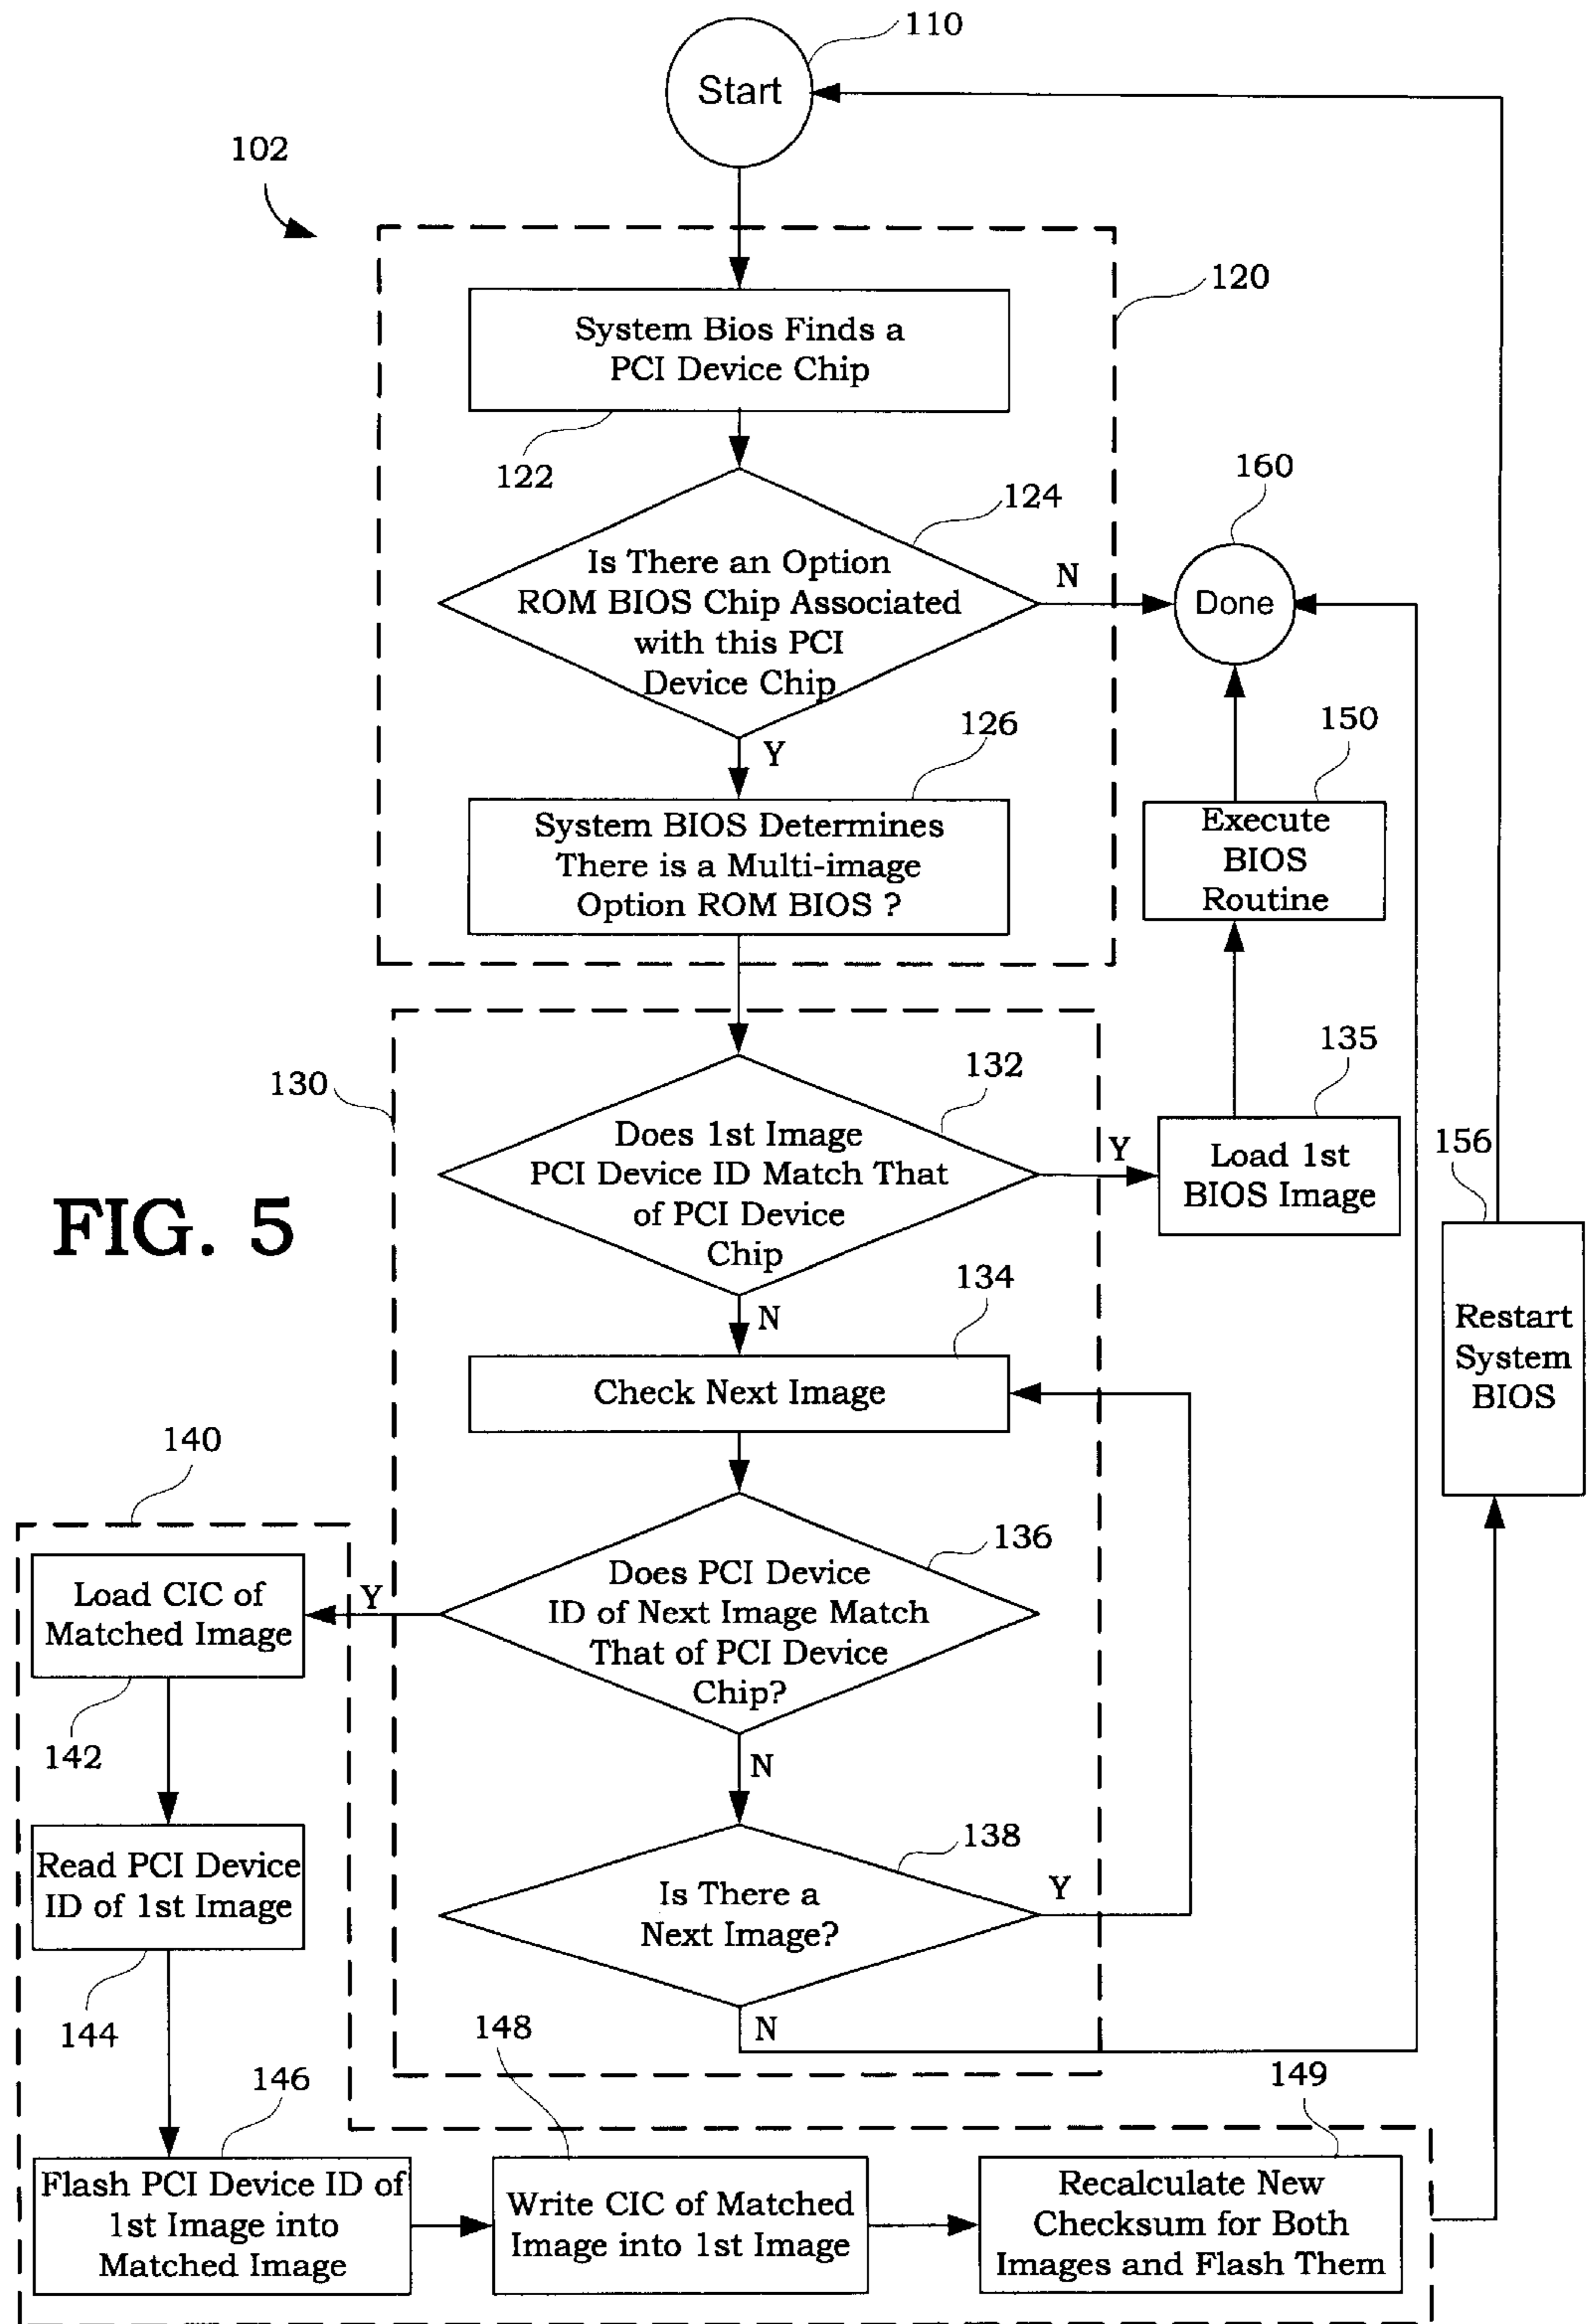 110
Start
102
120
System Bios Finds a
PCI Device Chip
122
160
124
Is There an Option
ROM BIOS Chip Associated
with this PCI
Device Chip
N
Done
Y
126
150
System BIOS Determines
There is a Multi-image
Option ROM BIOS ?
Execute
BIOS
Routine
130
132
135
Does 1st Image
PCI Device ID Match That
of PCI Device
Chip
Y
Load 1st
BIOS Image
156
FIG. 5
N
134
Check Next Image
Restart
System
BIOS
140
136
Load CIC of
Matched Image
Y
Does PCI Device
ID of Next Image Match
That of PCI Device
Chip?
142
N
138
Read PCI Device
ID of 1st Image
Is There a
Next Image?
Y
144
N
148
146
149
Flash PCI Device ID of
1st Image into
Matched Image
Write CIC of Matched
Image into 1st Image
Recalculate New
Checksum for Both
Images and Flash Them